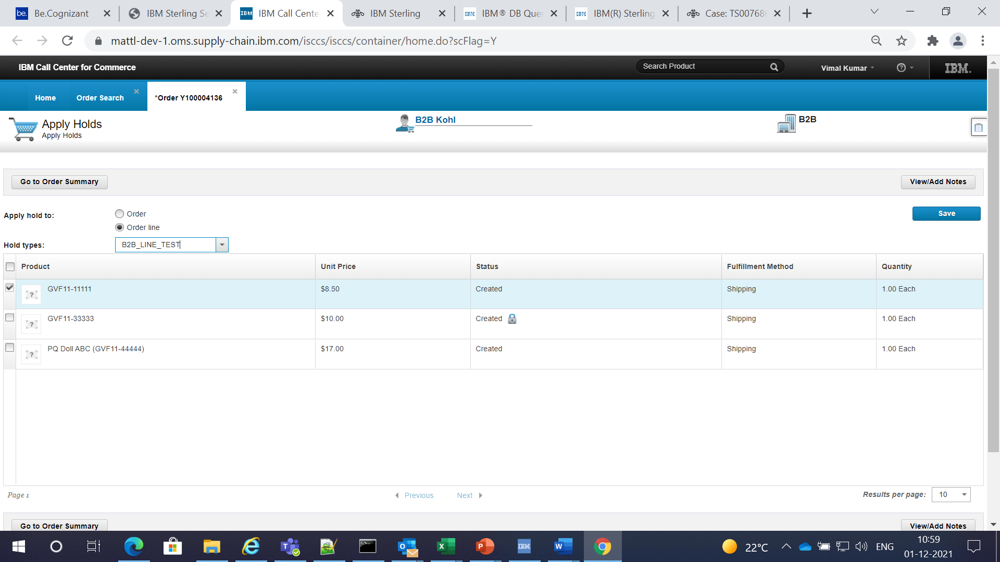 be. Be.Cognizant
IBM Sterling Se
IBM IBM Call Cente
IBM Sterling
IBM® DB Quer
IBM(R) Sterling
Case: TS007686
mattl-dev-1.oms.supply-chain.ibm.com/isccs/isccs/container/home.do?scFlag=Y
IBM Call Center for Commerce
Search Product
Vimal Kumar
?
IBM.
Home
Order Search
*Order Y100004136
Apply Holds
Apply Holds
B2B Kohl
B2B
Go to Order Summary
View/Add Notes
Apply hold to:
Order
Order line
Save
Hold types:
B2B_LINE_TEST
Product Unit Price Status Fulfillment Method Quantity
? GVF11-11111 $8.50 Created Shipping 1.00 Each
? GVF11-33333 $10.00 Created Shipping 1.00 Each
? PQ Doll ABC (GVF11-44444) $17.00 Created Shipping 1.00 Each
Page 1
Previous
Next
Results per page: 10
Go to Order Summary
View/Add Notes
22°C
ENG
10:59
01-12-2021